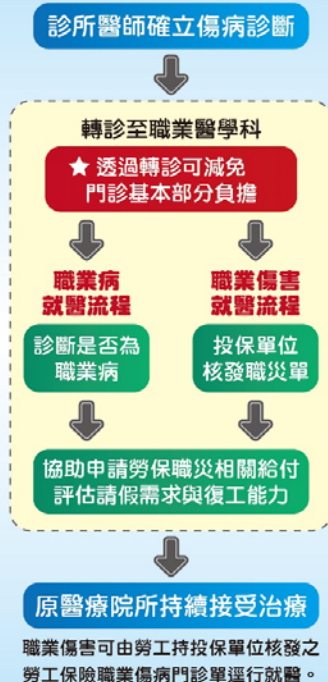 診所醫師確立傷病診斷
轉診至職業醫學科
★ 透過轉診可減免
門診基本部分負擔
職業病
就醫流程
診斷是否為
職業病
職業傷害
就醫流程
投保單位
核發職災單
協助申請勞保職災相關給付
評估請假需求與復工能力
原醫療院所持續接受治療
職業傷害可由勞工持投保單位核發之
勞工保險職業傷病門診單逕行就醫。